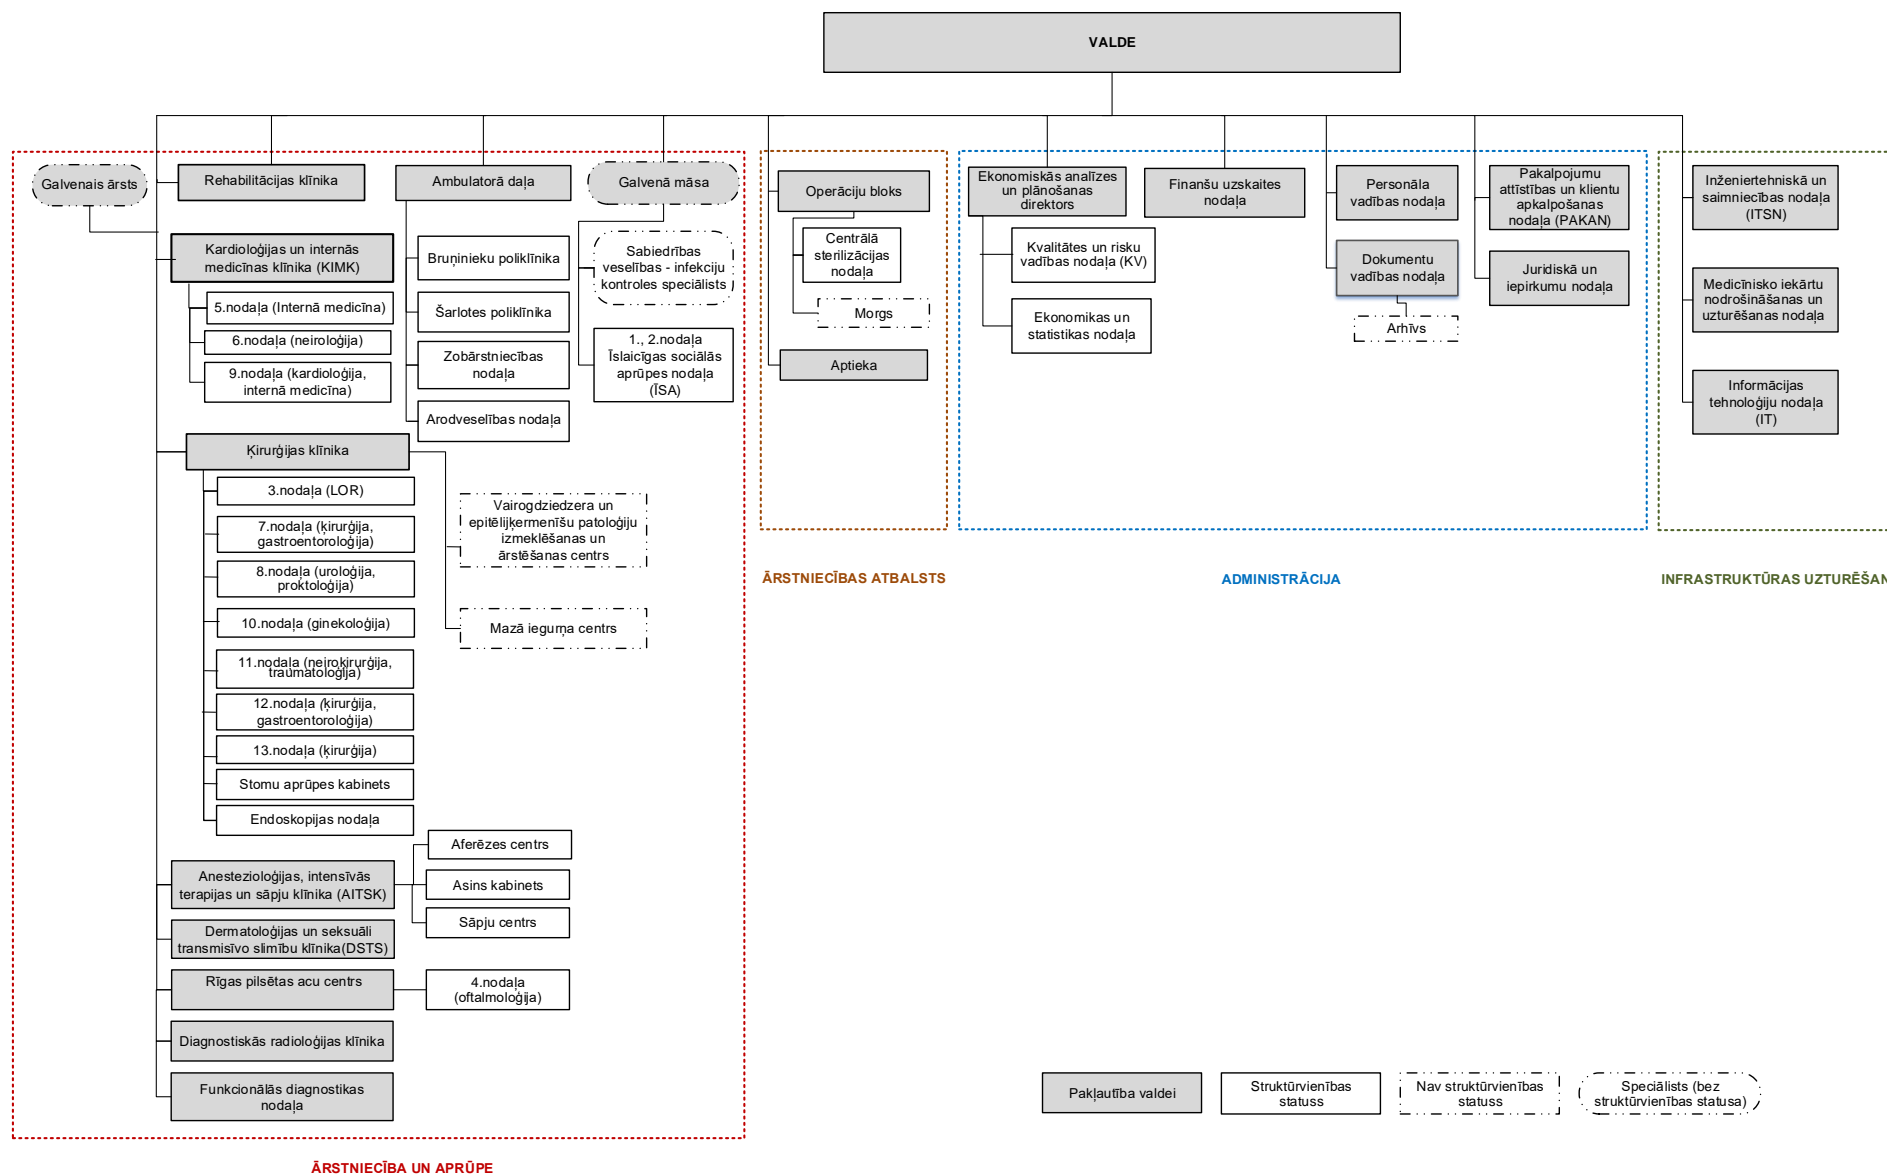 VALDE
Galvenais ārsts
Rehabilitācijas klīnika
Kardioloģijas un internās
medicīnas klīnika (KIMK)
5.nodaļa (Internā medicīna)
6.nodaļa (neiroloģija)
9.nodaļa (kardioloģija,
internā medicīna)
Ķirurģijas klīnika
3.nodaļa (LOR)
7.nodaļa (ķirurģija,
gastroentoroloģija)
8.nodaļa (uroloģija,
proktoloģija)
10.nodaļa (ginekoloģija)
11.nodaļa (neiroķirurģija,
traumatoloģija)
12.nodaļa (ķirurģija,
gastroentoroloģija)
13.nodaļa (ķirurģija)
Stomu aprūpes kabinets
Endoskopijas nodaļa
Vairogdziedzera un
epitēlijķermenīšu patoloģiju
izmeklēšanas un
ārstēšanas centrs
Mazā iegurņa centrs
Anestezioloģijas, intensīvās
terapijas un sāpju klīnika (AITSK)
Aferēzes centrs
Asins kabinets
Sāpju centrs
Dermatoloģijas un seksuāli
transmisīvo slimību klīnika(DSTS)
Rīgas pilsētas acu centrs
4.nodaļa
(oftalmoloģija)
Diagnostiskās radioloģijas klīnika
Funkcionālās diagnostikas
nodaļa
Ambulatorā daļa
Bruņinieku poliklīnika
Šarlotes poliklīnika
Zobārstniecības
nodaļa
Arodveselības nodaļa
Galvenā māsa
Sabiedrības
veselības - infekciju
kontroles speciālists
1., 2.nodaļa
Īslaicīgas sociālās
aprūpes nodaļa
(ĪSA)
ĀRSTNIECĪBA UN APRŪPE
Operāciju bloks
Centrālā
sterilizācijas
nodaļa
Morgs
Aptieka
ĀRSTNIECĪBAS ATBALSTS
Ekonomiskās analīzes
un plānošanas
direktors
Kvalitātes un risku
vadības nodaļa (KV)
Ekonomikas un
statistikas nodaļa
Finanšu uzskaites
nodaļa
Personāla
vadības nodaļa
Dokumentu
vadības nodaļa
Arhīvs
Pakalpojumu
attīstības un klientu
apkalpošanas
nodaļa (PAKAN)
Juridiskā un
iepirkumu nodaļa
ADMINISTRĀCIJA
Inženiertehniskā un
saimniecības nodaļa
(ITSN)
Medicīnisko iekārtu
nodrošināšanas un
uzturēšanas nodaļa
Informācijas
tehnoloģiju nodaļa
(IT)
INFRASTRUKTŪRAS UZTURĒŠAN
Pakļautība valdei
Struktūrvienības
statuss
Nav struktūrvienības
statuss
Speciālists (bez
struktūrvienības statusa)